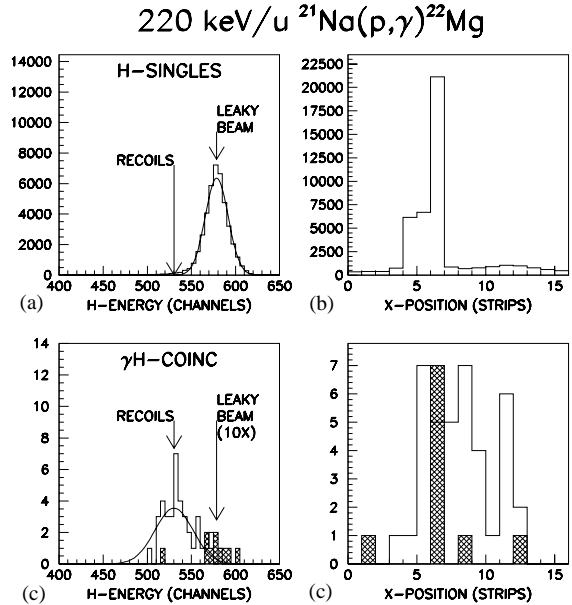 220 keV/u ²¹Na(p,γ)²²Mg
H-SINGLES
LEAKY
BEAM
RECOILS
14000
12000
10000
8000
6000
4000
2000
0
400 450 500 550 600 650
(a) H-ENERGY (CHANNELS)
22500
20000
17500
15000
12500
10000
7500
5000
2500
0
0 5 10 15
(b) X-POSITION (STRIPS)
γH-COINC
RECOILS
LEAKY
BEAM
(10X)
14
12
10
8
6
4
2
0
400 450 500 550 600 650
(c) H-ENERGY (CHANNELS)
7
6
5
4
3
2
1
0
0 5 10 15
(c) X-POSITION (STRIPS)